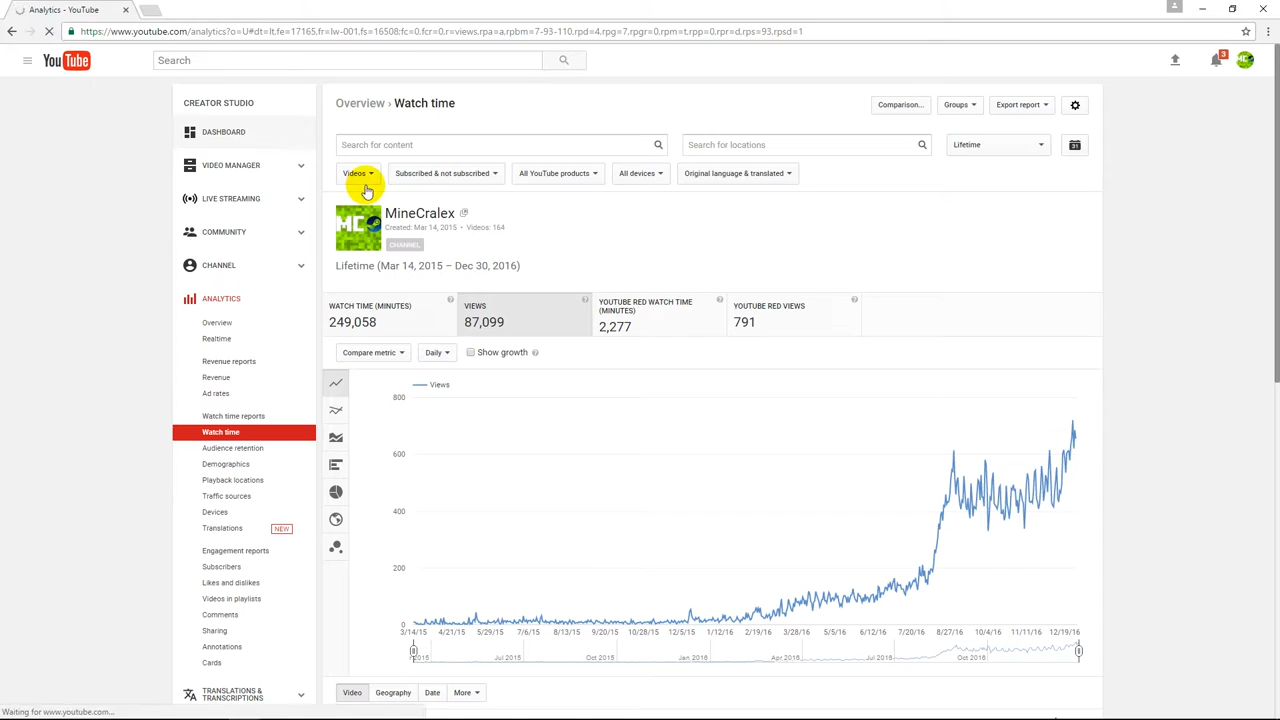 Analytics - YouTube
https://www.youtube.com/analytics?o=U#dt=lt,fe=17165,fr=lw-001,fs=16508;fc=0,fcr=0,r=views,rpa=a,rpbm=7-93-110,rpd=4,rpg=7,rpgr=0,rpm=t,rpp=0,rpr=d,rps=93,rpsd=1
YouTube
Search
3
MC
CREATOR STUDIO
DASHBOARD
VIDEO MANAGER
LIVE STREAMING
COMMUNITY
CHANNEL
ANALYTICS
Overview
Realtime
Revenue reports
Revenue
Ad rates
Watch time reports
Watch time
Audience retention
Demographics
Playback locations
Traffic sources
Devices
Translations NEW
Engagement reports
Subscribers
Likes and dislikes
Videos in playlists
Comments
Sharing
Annotations
Cards
TRANSLATIONS & TRANSCRIPTIONS
Overview › Watch time
Comparison... Groups Export report
Search for content Search for locations Lifetime 31
Videos Subscribed & not subscribed All YouTube products All devices Original language & translated
MC
MineCralex
Created: Mar 14, 2015 • Videos: 164
CHANNEL
Lifetime (Mar 14, 2015 – Dec 30, 2016)
WATCH TIME (MINUTES) ?
249,058
VIEWS ?
87,099
YOUTUBE RED WATCH TIME (MINUTES) ?
2,277
YOUTUBE RED VIEWS ?
791
Compare metric Daily Show growth ?
Views
800
600
400
200
0
3/14/15 4/21/15 5/29/15 7/6/15 8/13/15 9/20/15 10/28/15 12/5/15 1/12/16 2/19/16 3/28/16 5/5/16 6/12/16 7/20/16 8/27/16 10/4/16 11/11/16 12/19/16
Jul 2015 Oct 2015 Jan 2016 Apr 2016 Jul 2016 Oct 2016
Video Geography Date More
Waiting for www.youtube.com...